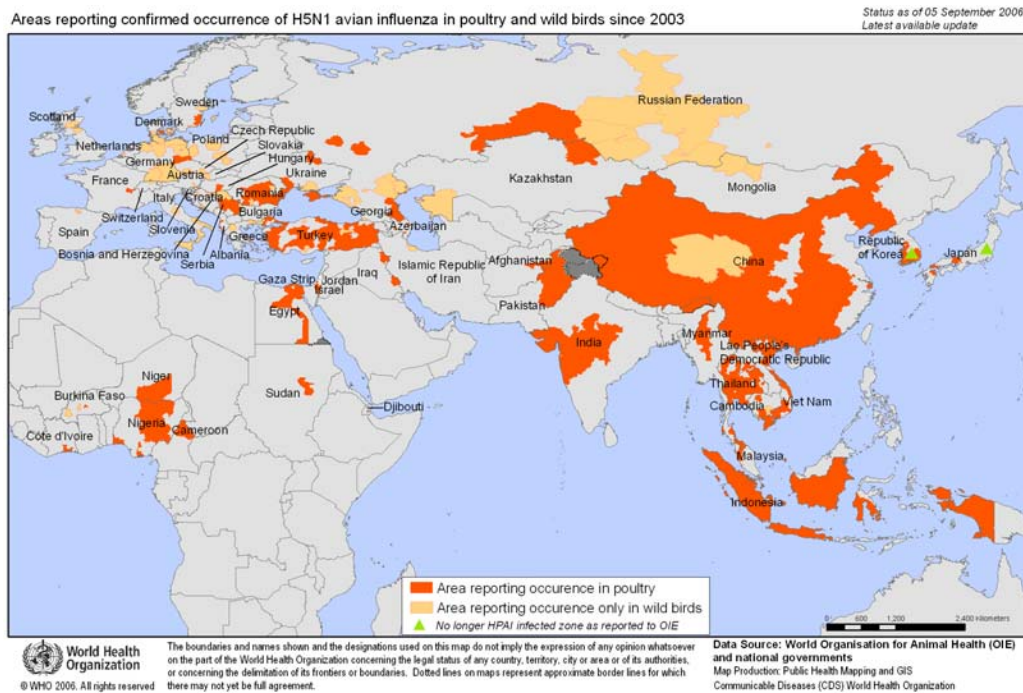 Areas reporting confirmed occurrence of H5N1 avian influenza in poultry and wild birds since 2003
Status as of 05 September 2006
Latest available update
Scotland
Sweden
Denmark
Russian Federation
Netherlands
Poland
Czech Republic
Slovakia
Germany
Hungary
Austria
Ukraine
France
Kazakhstan
Italy
Croatia
Romania
Mongolia
Switzerland
Bulgaria
Georgia
Slovenia
Azerbaijan
Spain
Greece
Turkey
Republic
of Korea
Japan
Albania
Bosnia and Herzegovina
Serbia
China
Islamic Republic
of Iran
Afghanistan
Gaza Strip
Jordan
Iraq
Israel
Egypt
Pakistan
India
Myanmar
Lao People's
Democratic Republic
Niger
Thailand
Burkina Faso
Sudan
Djibouti
Cambodia
Viet Nam
Nigeria
Cameroon
Côte d'Ivoire
Malaysia
Indonesia
Area reporting occurence in poultry
Area reporting occurence only in wild birds
No longer HPAI infected zone as reported to OIE
0 600 1,200 2,400 kilometers
World Health
Organization
© WHO 2006. All rights reserved
The boundaries and names shown and the designations used on this map do not imply the expression of any opinion whatsoever
on the part of the World Health Organization concerning the legal status of any country, territory, city or area or of its authorities,
or concerning the delimitation of its frontiers or boundaries. Dotted lines on maps represent approximate border lines for which
there may not yet be full agreement.
Data Source: World Organisation for Animal Health (OIE)
and national governments
Map Production: Public Health Mapping and GIS
Communicable Diseases (CDS) World Health Organization